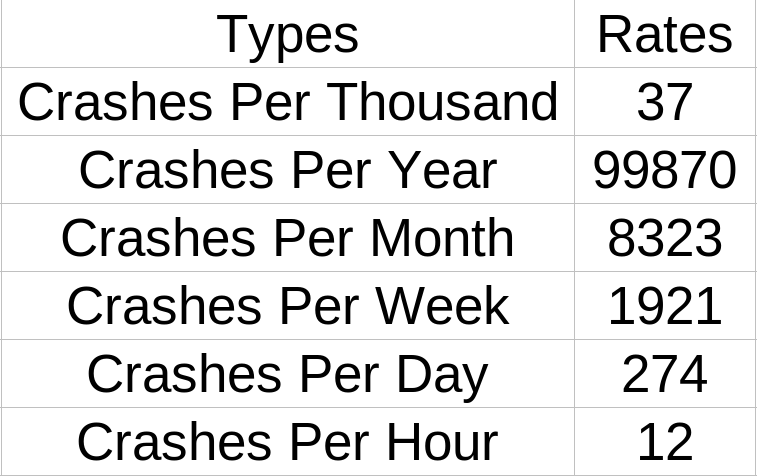 Types Rates
Crashes Per Thousand 37
Crashes Per Year 99870
Crashes Per Month 8323
Crashes Per Week 1921
Crashes Per Day 274
Crashes Per Hour 12